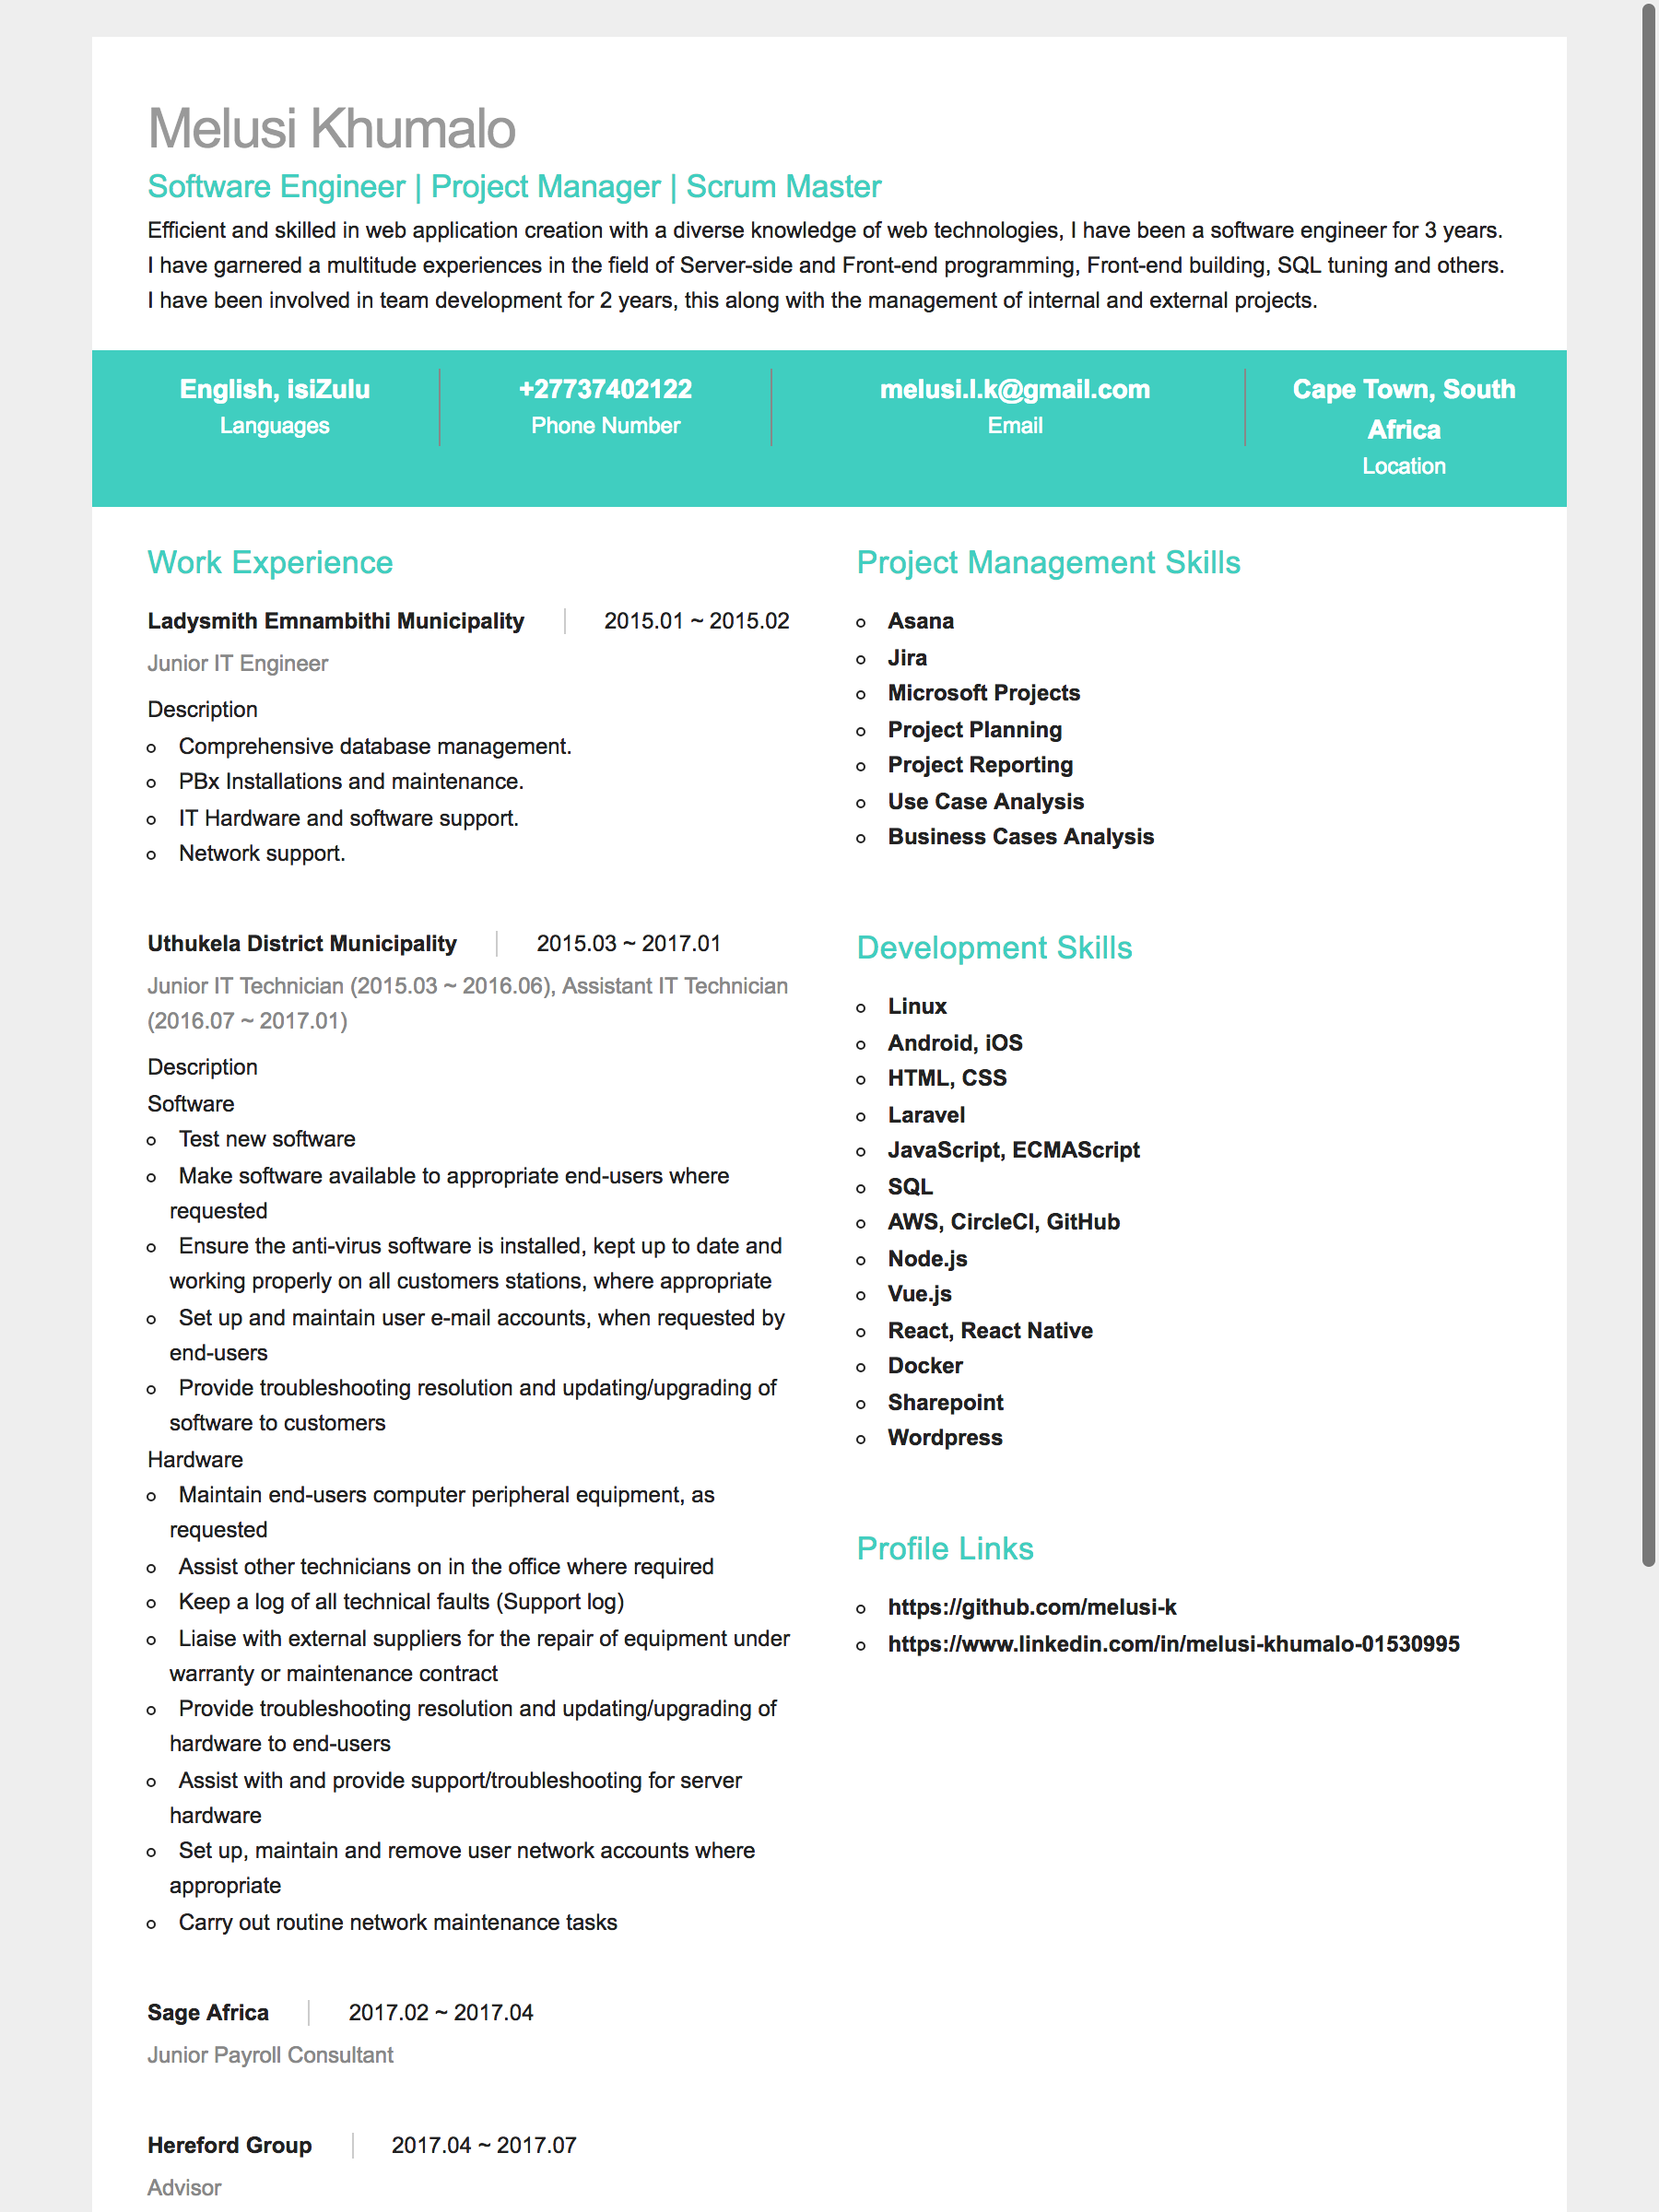 Melusi Khumalo
Software Engineer | Project Manager | Scrum Master
Efficient and skilled in web application creation with a diverse knowledge of web technologies, I have been a software engineer for 3 years.
I have garnered a multitude experiences in the field of Server-side and Front-end programming, Front-end building, SQL tuning and others.
I have been involved in team development for 2 years, this along with the management of internal and external projects.
English, isiZulu
Languages
+27737402122
Phone Number
melusi.l.k@gmail.com
Email
Cape Town, South
Africa
Location
Work Experience
Ladysmith Emnambithi Municipality 2015.01 ~ 2015.02
Junior IT Engineer
Description
Comprehensive database management.
PBx Installations and maintenance.
IT Hardware and software support.
Network support.
Uthukela District Municipality 2015.03 ~ 2017.01
Junior IT Technician (2015.03 ~ 2016.06), Assistant IT Technician
(2016.07 ~ 2017.01)
Description
Software
Test new software
Make software available to appropriate end-users where
requested
Ensure the anti-virus software is installed, kept up to date and
working properly on all customers stations, where appropriate
Set up and maintain user e-mail accounts, when requested by
end-users
Provide troubleshooting resolution and updating/upgrading of
software to customers
Hardware
Maintain end-users computer peripheral equipment, as
requested
Assist other technicians on in the office where required
Keep a log of all technical faults (Support log)
Liaise with external suppliers for the repair of equipment under
warranty or maintenance contract
Provide troubleshooting resolution and updating/upgrading of
hardware to end-users
Assist with and provide support/troubleshooting for server
hardware
Set up, maintain and remove user network accounts where
appropriate
Carry out routine network maintenance tasks
Sage Africa 2017.02 ~ 2017.04
Junior Payroll Consultant
Hereford Group 2017.04 ~ 2017.07
Advisor
Project Management Skills
Asana
Jira
Microsoft Projects
Project Planning
Project Reporting
Use Case Analysis
Business Cases Analysis
Development Skills
Linux
Android, iOS
HTML, CSS
Laravel
JavaScript, ECMAScript
SQL
AWS, CircleCI, GitHub
Node.js
Vue.js
React, React Native
Docker
Sharepoint
Wordpress
Profile Links
https://github.com/melusi-k
https://www.linkedin.com/in/melusi-khumalo-01530995